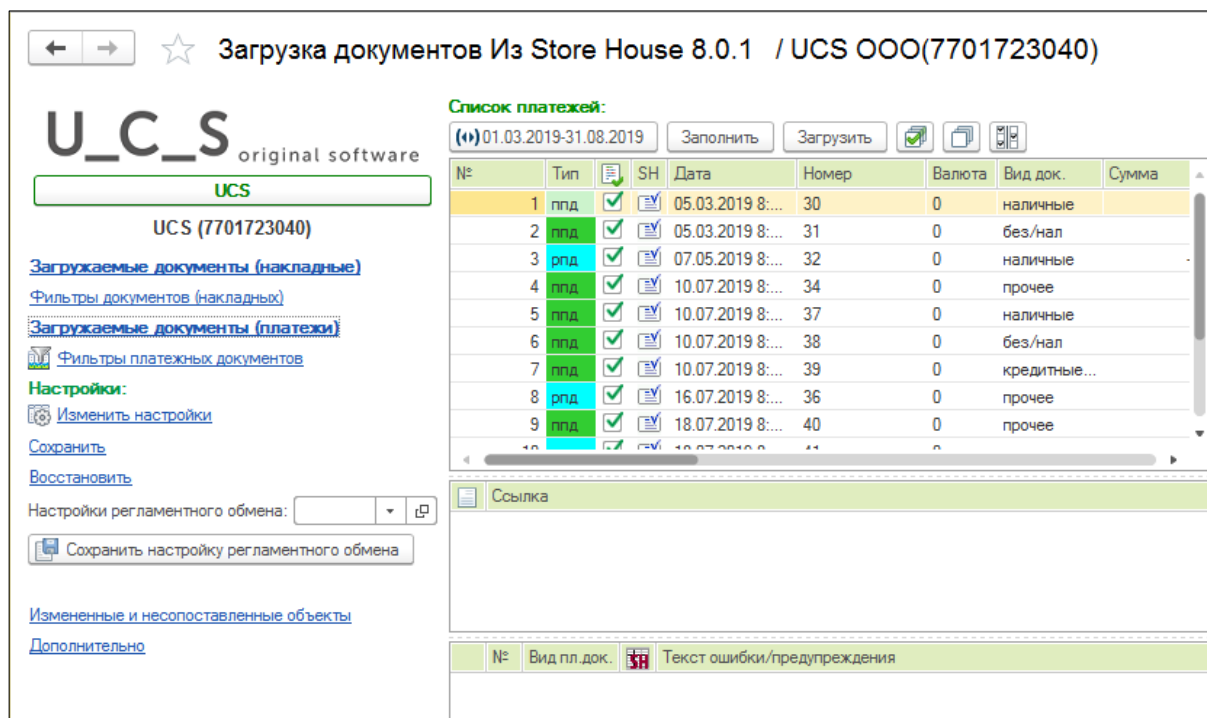 Загрузка документов Из Store House 8.0.1 / UCS ООО(7701723040)
U_C_S original software
UCS
UCS (7701723040)
Загружаемые документы (накладные)
Фильтры документов (накладных)
Загружаемые документы (платежи)
Фильтры платежных документов
Настройки:
Изменить настройки
Сохранить
Восстановить
Настройки регламентного обмена:
Сохранить настройку регламентного обмена
Измененные и несопоставленные объекты
Дополнительно
Список платежей:
01.03.2019-31.08.2019 Заполнить Загрузить
№ Тип SH Дата Номер Валюта Вид док. Сумма
1 ппд 05.03.2019 8:... 30 0 наличные
2 ппд 05.03.2019 8:... 31 0 без/нал
3 рпд 07.05.2019 8:... 32 0 наличные
4 ппд 10.07.2019 8:... 34 0 прочее
5 ппд 10.07.2019 8:... 37 0 наличные
6 ппд 10.07.2019 8:... 38 0 без/нал
7 ппд 10.07.2019 8:... 39 0 кредитные...
8 рпд 16.07.2019 8:... 36 0 прочее
9 ппд 18.07.2019 8:... 40 0 прочее
Ссылка
№ Вид пл.док. SH Текст ошибки/предупреждения